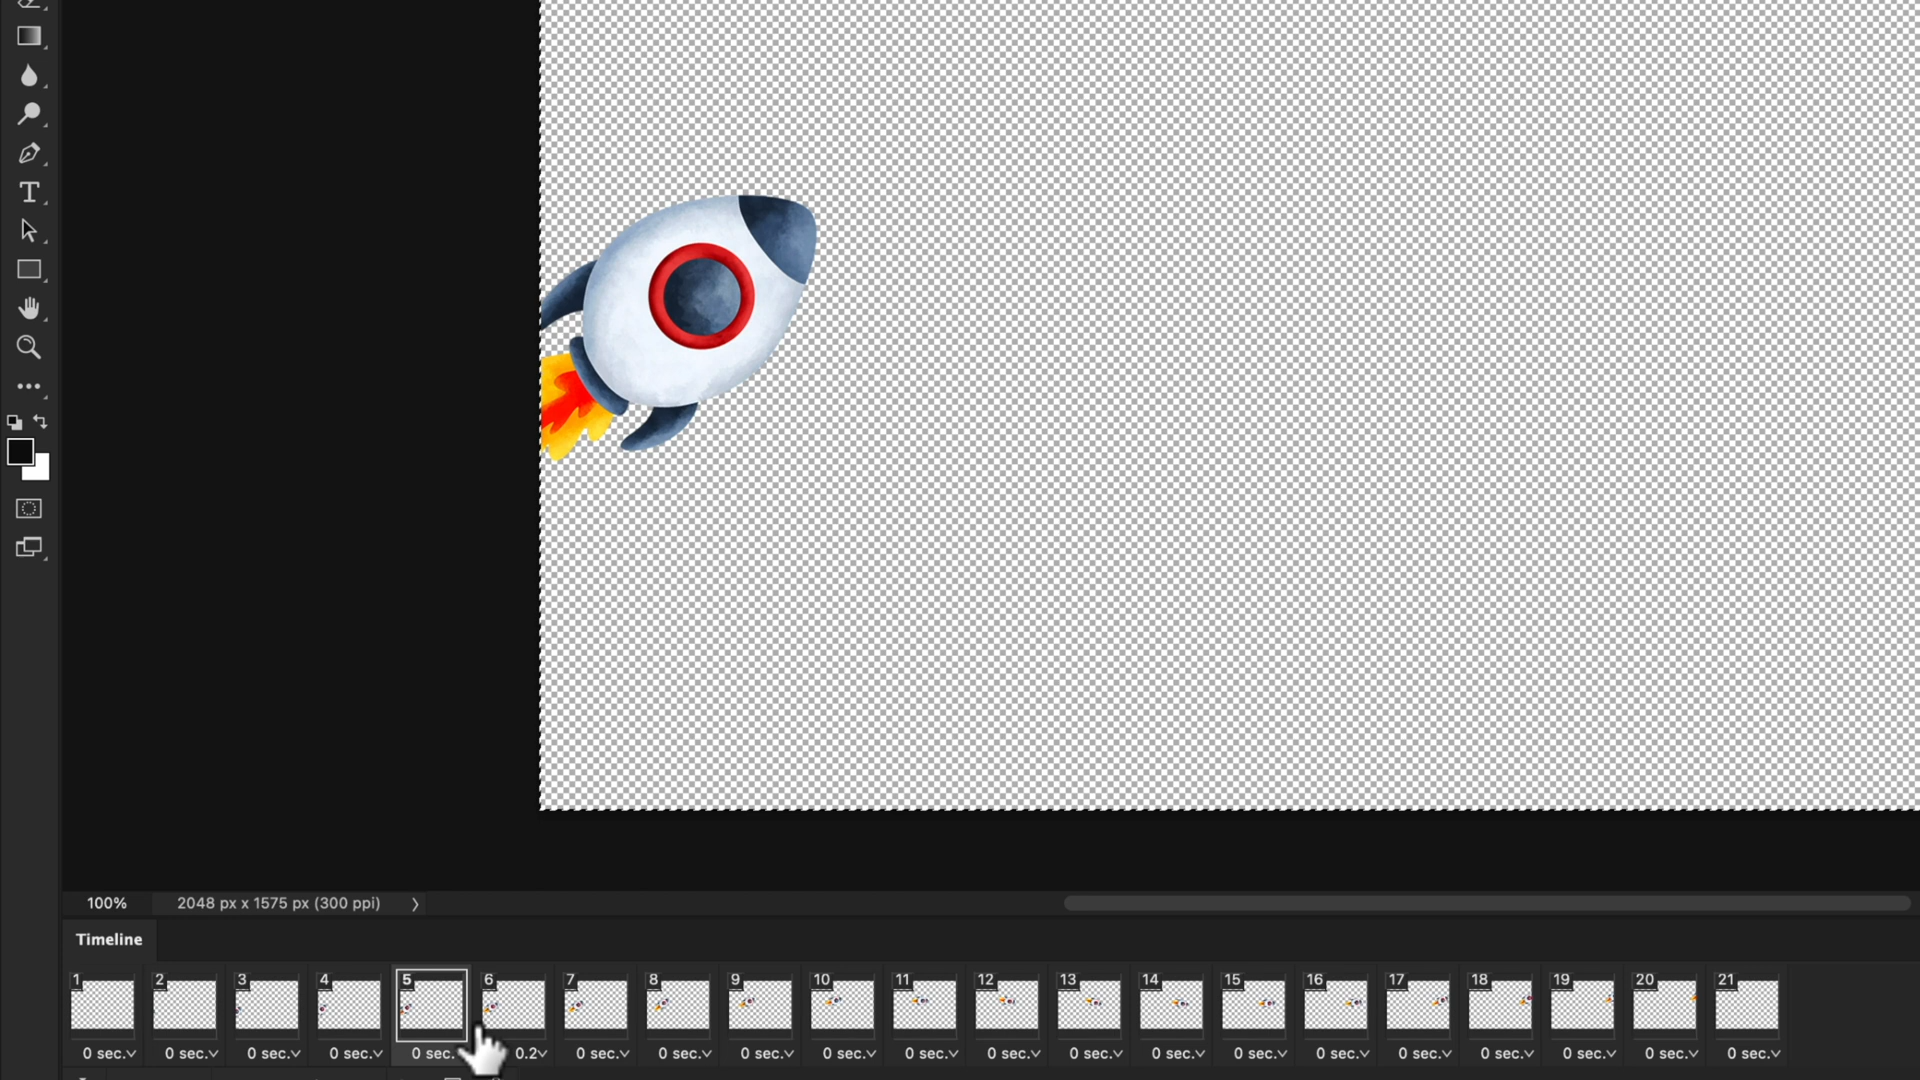 T
100% 2048 px x 1575 px (300 ppi)
Timeline
1 2 3 4 5 6 7 8 9 10 11 12 13 14 15 16 17 18 19 20 21
0 sec. 0 sec. 0 sec. 0 sec. 0 sec. 0.2 0 sec. 0 sec. 0 sec. 0 sec. 0 sec. 0 sec. 0 sec. 0 sec. 0 sec. 0 sec. 0 sec. 0 sec. 0 sec. 0 sec. 0 sec.